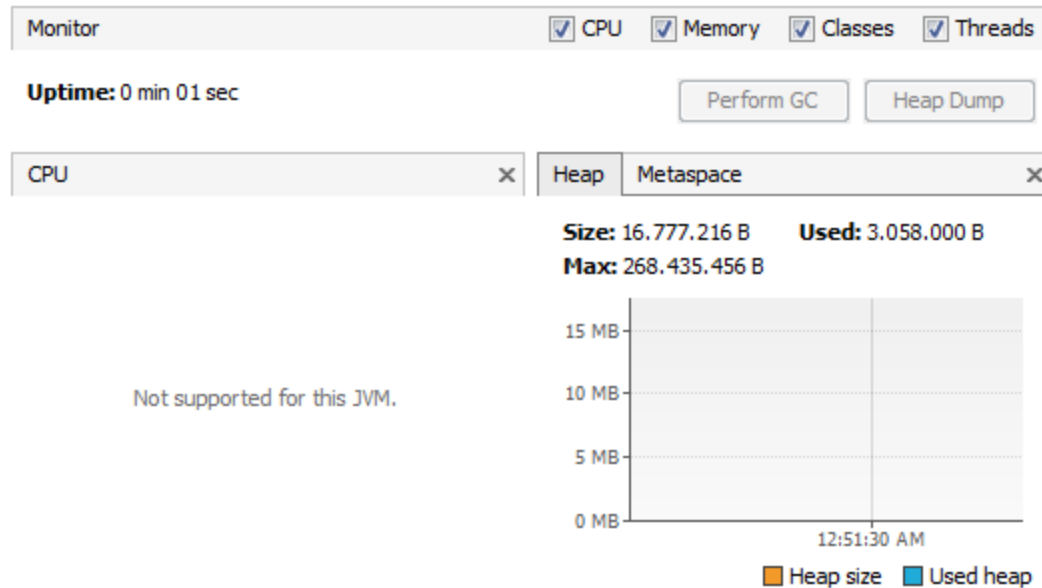 Monitor CPU Memory Classes Threads
Uptime: 0 min 01 sec Perform GC Heap Dump
CPU Heap Metaspace
Size: 16.777.216 B Used: 3.058.000 B
Max: 268.435.456 B
15 MB
10 MB
Not supported for this JVM.
5 MB
0 MB
12:51:30 AM
Heap size Used heap